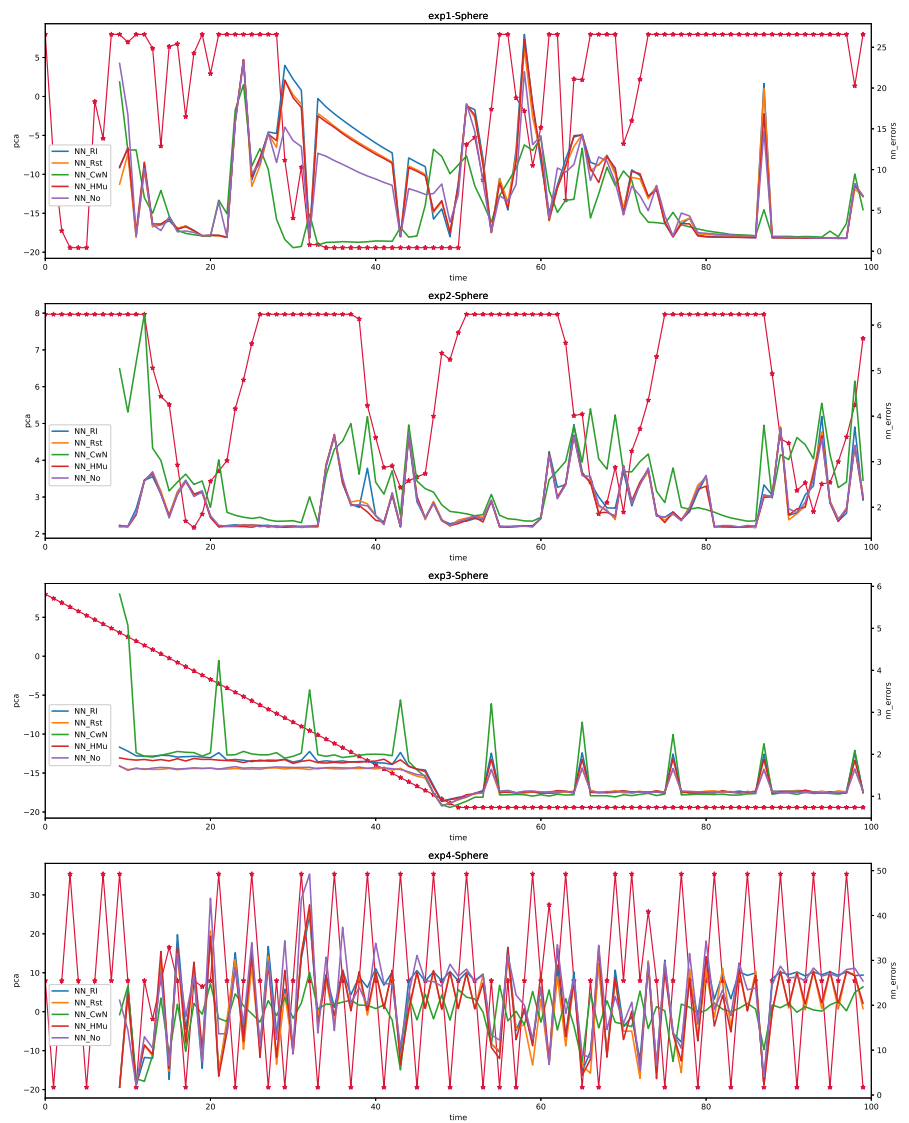 exp1-Sphere
5
0
−5
−10
−15
−20
pca
NN_RI
NN_Rst
NN_CwN
NN_HMu
NN_No
25
20
15
10
5
0
nn_errors
0 20 40 60 80 100
time
exp2-Sphere
8
7
6
5
4
3
2
pca
NN_RI
NN_Rst
NN_CwN
NN_HMu
NN_No
6
5
4
3
2
nn_errors
0 20 40 60 80 100
time
exp3-Sphere
5
0
−5
−10
−15
−20
pca
NN_RI
NN_Rst
NN_CwN
NN_HMu
NN_No
6
5
4
3
2
1
nn_errors
0 20 40 60 80 100
time
exp4-Sphere
30
20
10
0
−10
−20
pca
NN_RI
NN_Rst
NN_CwN
NN_HMu
NN_No
50
40
30
20
10
0
nn_errors
0 20 40 60 80 100
time